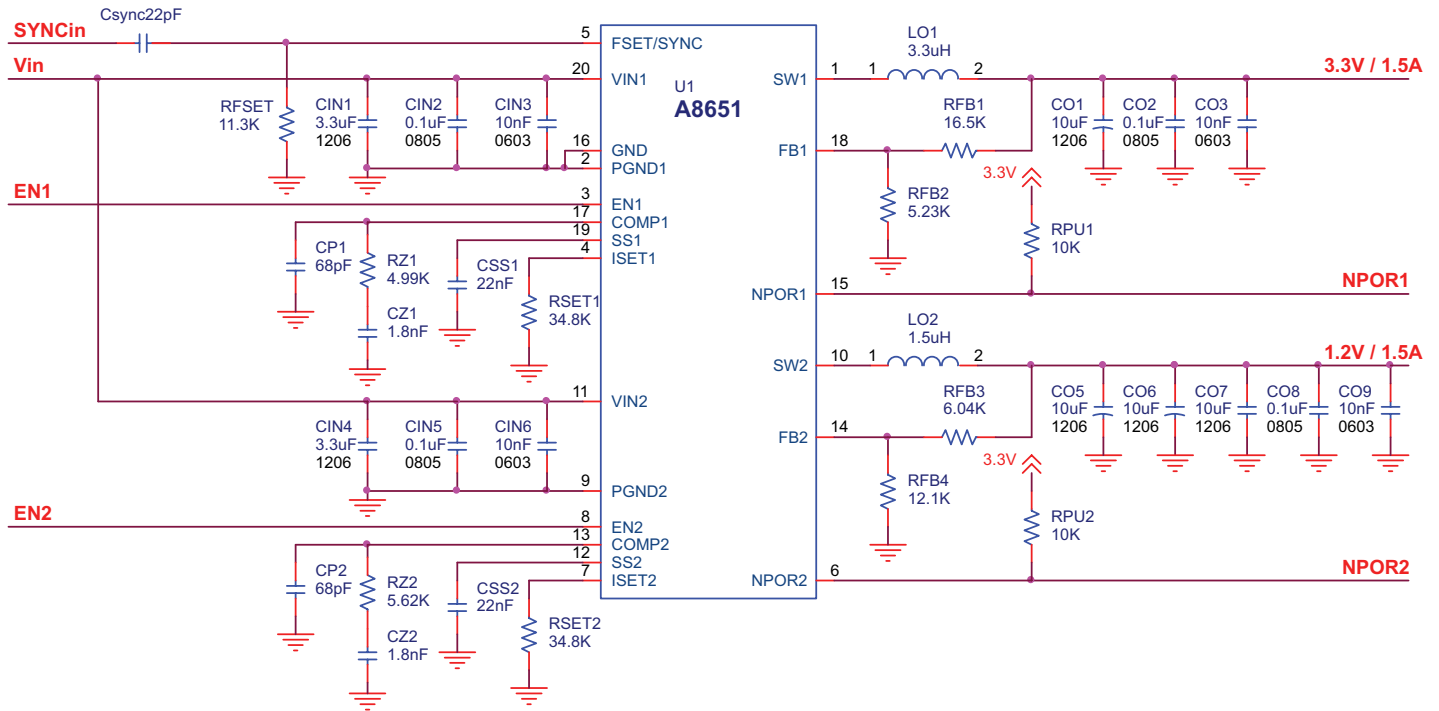 Csync22pF
SYNCin
5
FSET/SYNC
Vin
20
VIN1
RFSET
11.3K
CIN1
3.3uF
1206
CIN2
0.1uF
0805
CIN3
10nF
0603
16
GND
2
PGND1
EN1
3
EN1
17
COMP1
19
SS1
4
ISET1
CP1
68pF
RZ1
4.99K
CZ1
1.8nF
CSS1
22nF
RSET1
34.8K
11
VIN2
CIN4
3.3uF
1206
CIN5
0.1uF
0805
CIN6
10nF
0603
9
PGND2
EN2
8
EN2
13
COMP2
12
SS2
7
ISET2
CP2
68pF
RZ2
5.62K
CZ2
1.8nF
CSS2
22nF
RSET2
34.8K
U1
A8651
SW1
1
LO1
3.3uH
1
2
3.3V / 1.5A
RFB1
16.5K
CO1
10uF
1206
CO2
0.1uF
0805
CO3
10nF
0603
FB1
18
RFB2
5.23K
3.3V
RPU1
10K
NPOR1
15
NPOR1
SW2
10
LO2
1.5uH
1
2
1.2V / 1.5A
RFB3
6.04K
CO5
10uF
1206
CO6
10uF
1206
CO7
10uF
1206
CO8
0.1uF
0805
CO9
10nF
0603
FB2
14
RFB4
12.1K
3.3V
RPU2
10K
NPOR2
6
NPOR2